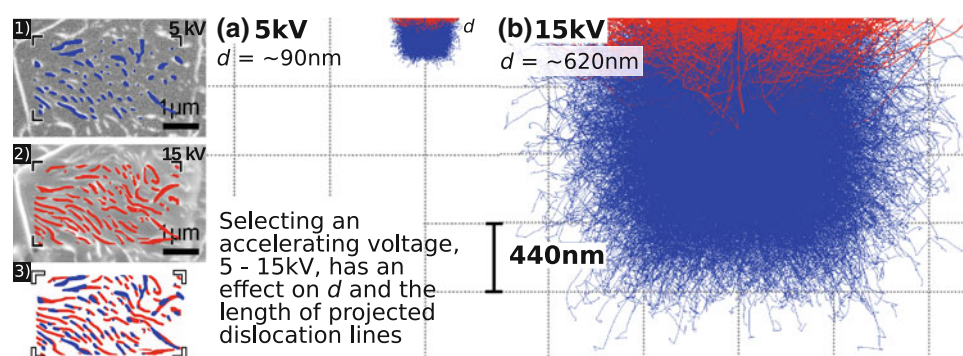 1)
5 kV
1µm
2)
15 kV
1µm
3)
(a) 5kV
d = ~90nm
d
Selecting an
accelerating voltage,
5 - 15kV, has an
effect on d and the
length of projected
dislocation lines
(b) 15kV
d = ~620nm
440nm